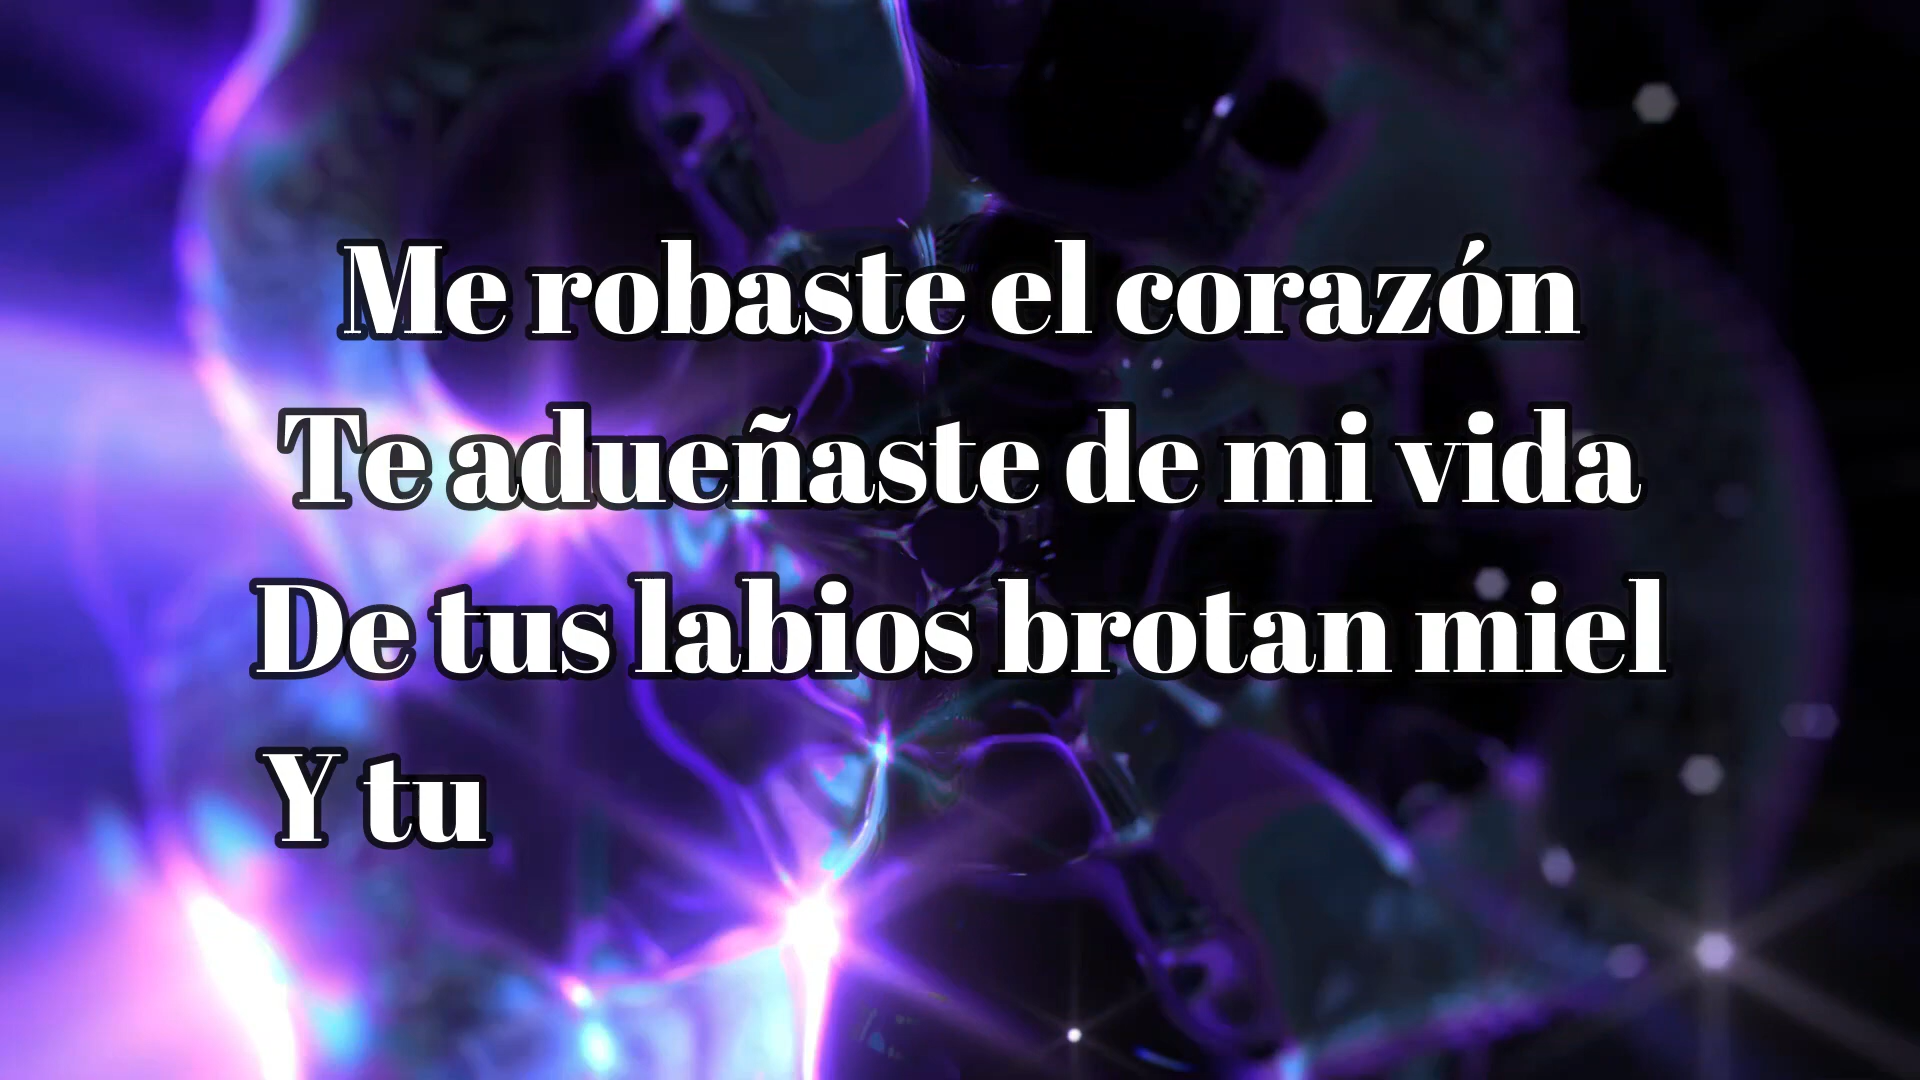 Me robaste el corazón
Te adueñaste de mi vida
De tus labios brotan miel
Y tu